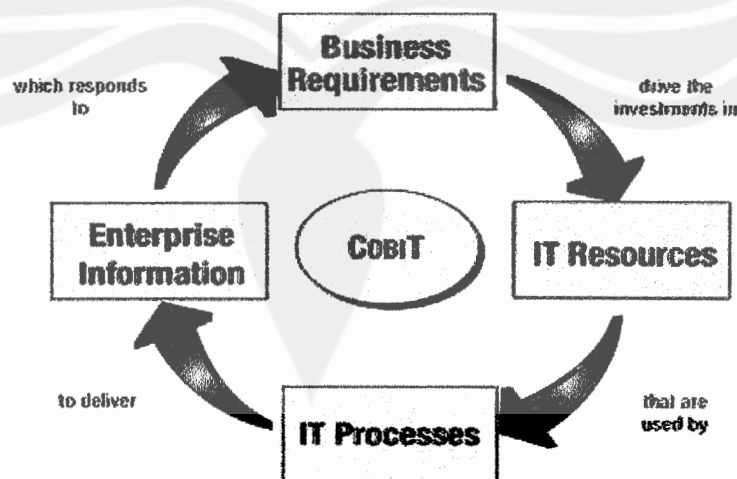 Business
Requirements
which responds
to
drive the
investments in
Enterprise
Information
COBIT
IT Resources
to deliver
that are
used by
IT Processes